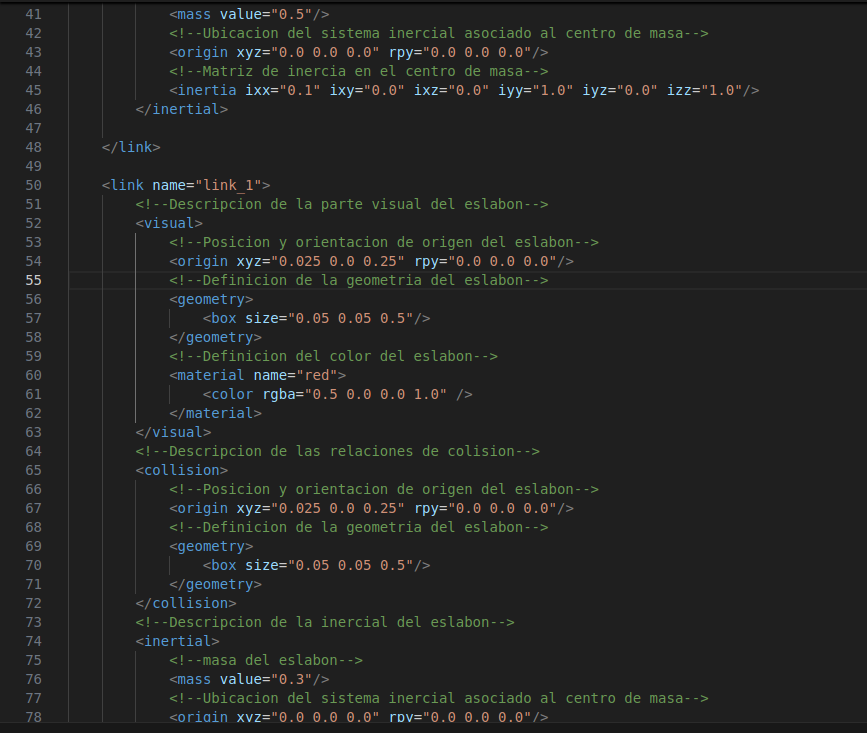 41 <mass value="0.5"/>
42 <!--Ubicacion del sistema inercial asociado al centro de masa-->
43 <origin xyz="0.0 0.0 0.0" rpy="0.0 0.0 0.0"/>
44 <!--Matriz de inercia en el centro de masa-->
45 <inertia ixx="0.1" ixy="0.0" ixz="0.0" iyy="1.0" iyz="0.0" izz="1.0"/>
46 </inertial>
47
48 </link>
49
50 <link name="link_1">
51 <!--Descripcion de la parte visual del eslabon-->
52 <visual>
53 <!--Posicion y orientacion de origen del eslabon-->
54 <origin xyz="0.025 0.0 0.25" rpy="0.0 0.0 0.0"/>
55 <!--Definicion de la geometria del eslabon-->
56 <geometry>
57 <box size="0.05 0.05 0.5"/>
58 </geometry>
59 <!--Definicion del color del eslabon-->
60 <material name="red">
61 <color rgba="0.5 0.0 0.0 1.0" />
62 </material>
63 </visual>
64 <!--Descripcion de las relaciones de colision-->
65 <collision>
66 <!--Posicion y orientacion de origen del eslabon-->
67 <origin xyz="0.025 0.0 0.25" rpy="0.0 0.0 0.0"/>
68 <!--Definicion de la geometria del eslabon-->
69 <geometry>
70 <box size="0.05 0.05 0.5"/>
71 </geometry>
72 </collision>
73 <!--Descripcion de la inercial del eslabon-->
74 <inertial>
75 <!--masa del eslabon-->
76 <mass value="0.3"/>
77 <!--Ubicacion del sistema inercial asociado al centro de masa-->
78 <origin xyz="0.0 0.0 0.0" rpy="0.0 0.0 0.0"/>